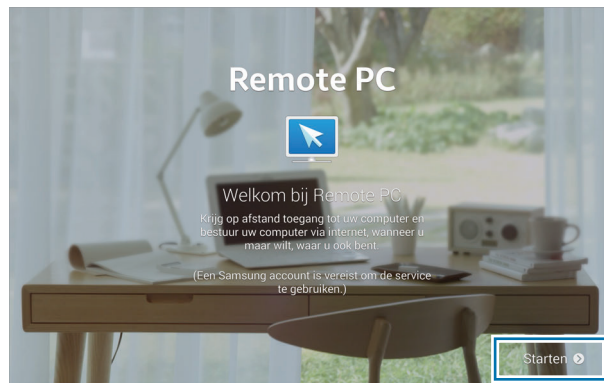 Remote PC
Welkom bij Remote PC
Krijg op afstand toegang tot uw computer en
bestuur uw computer via internet, wanneer u
maar wilt, waar u ook bent.
(Een Samsung account is vereist om de service
te gebruiken.)
Starten